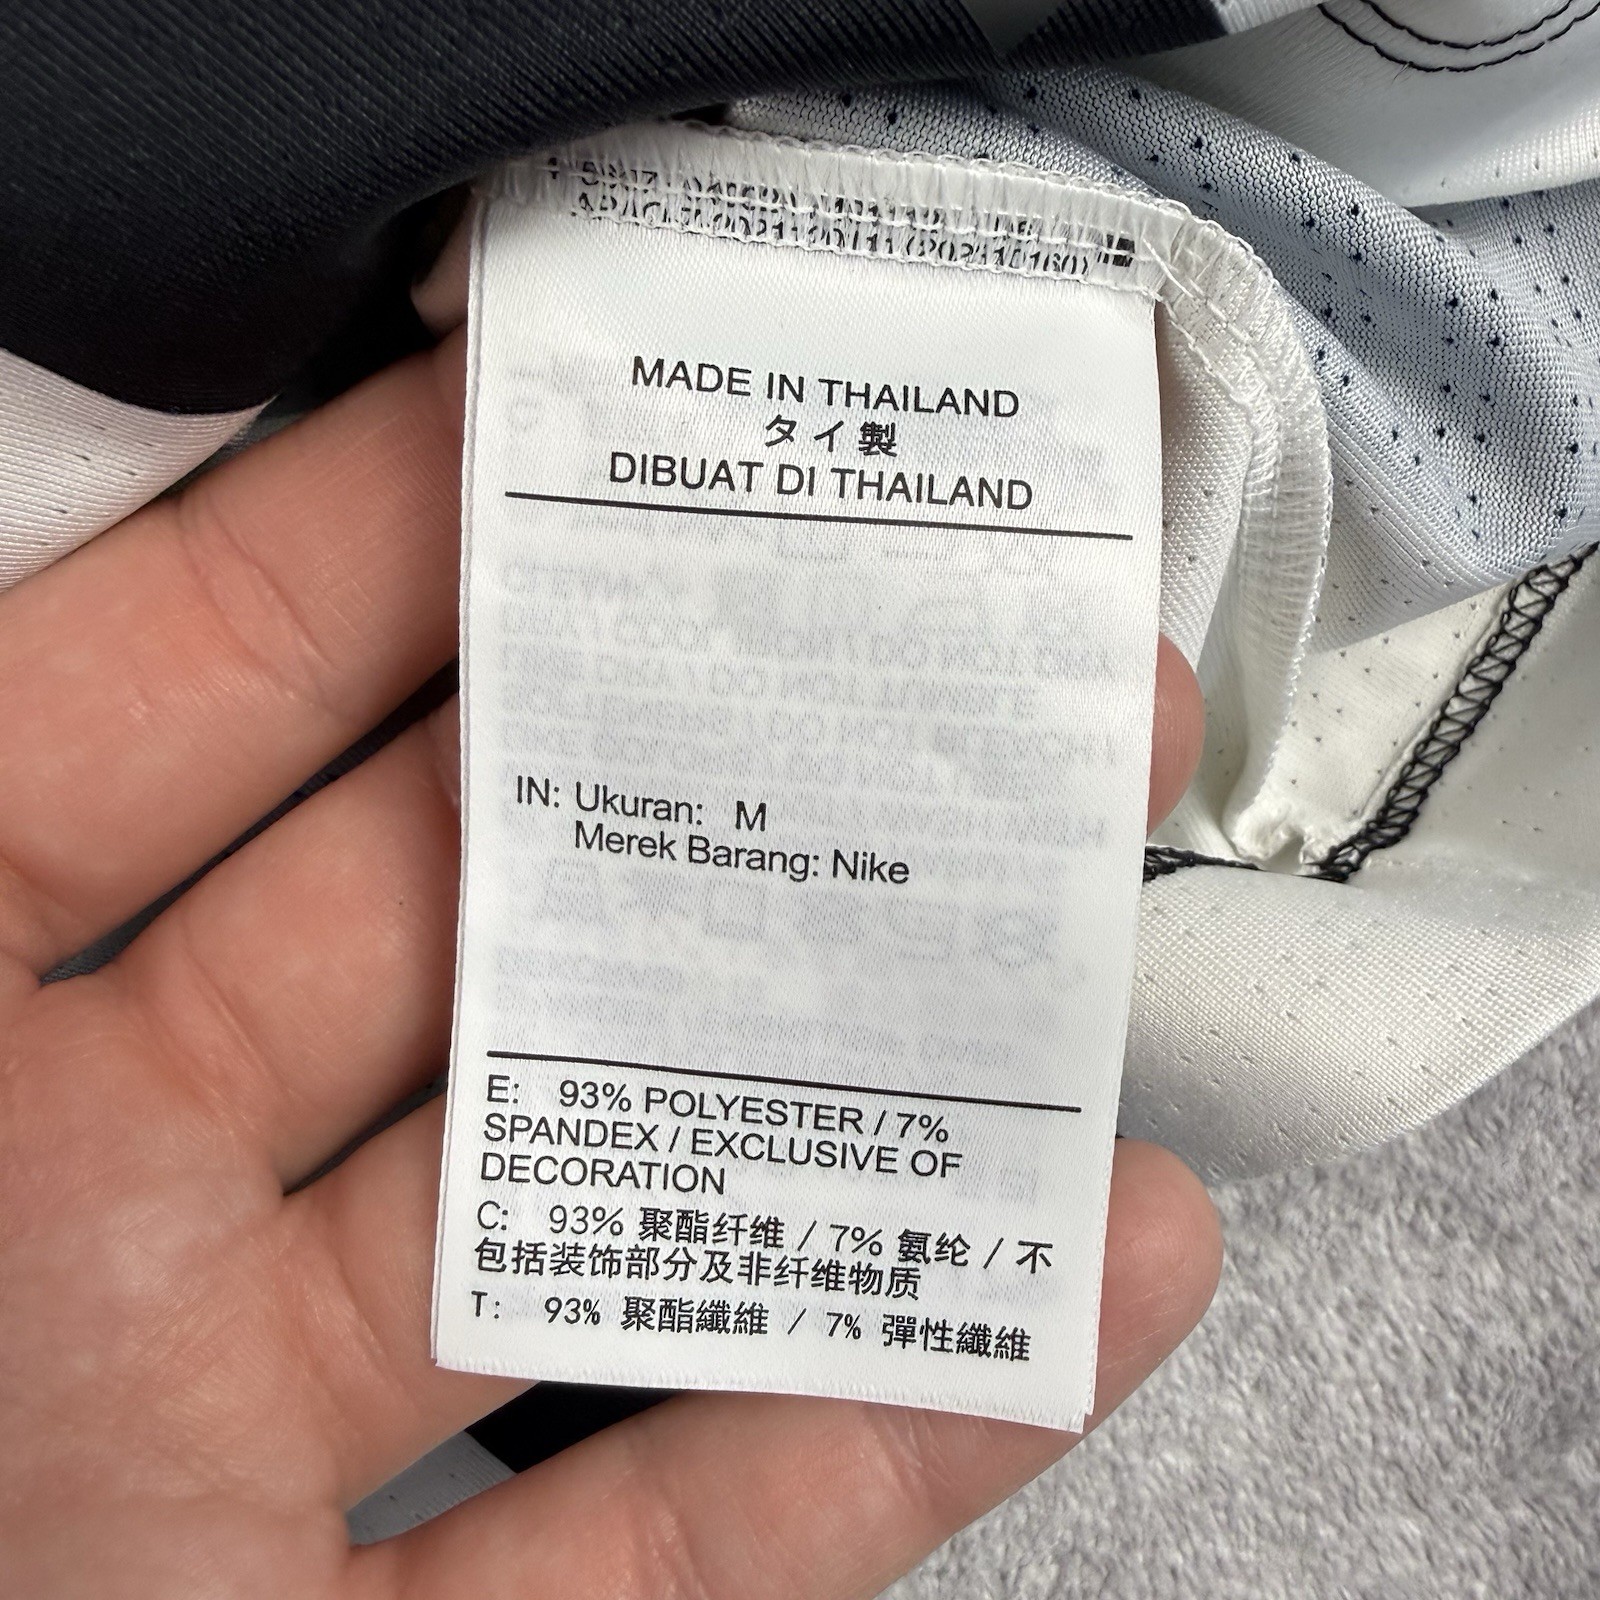 MADE IN THAILAND
タイ製
DIBUAT DI THAILAND
IN: Ukuran: M
Merek Barang: Nike
E: 93% POLYESTER / 7%
SPANDEX / EXCLUSIVE OF
DECORATION
C: 93% 聚酯纤维 / 7% 氨纶 / 不
包括装饰部分及非纤维物质
T: 93% 聚酯纖維 / 7% 彈性纖維